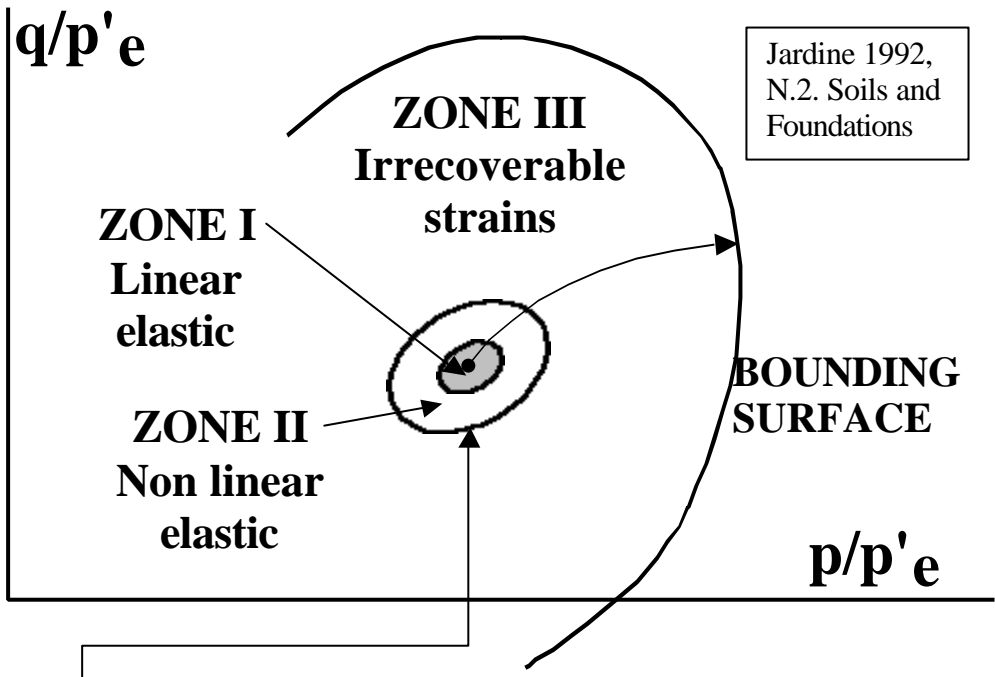 q/p'e
Jardine 1992,
N.2. Soils and
Foundations
ZONE III
Irrecoverable
strains
ZONE I
Linear
elastic
BOUNDING
SURFACE
ZONE II
Non linear
elastic
p/p'e